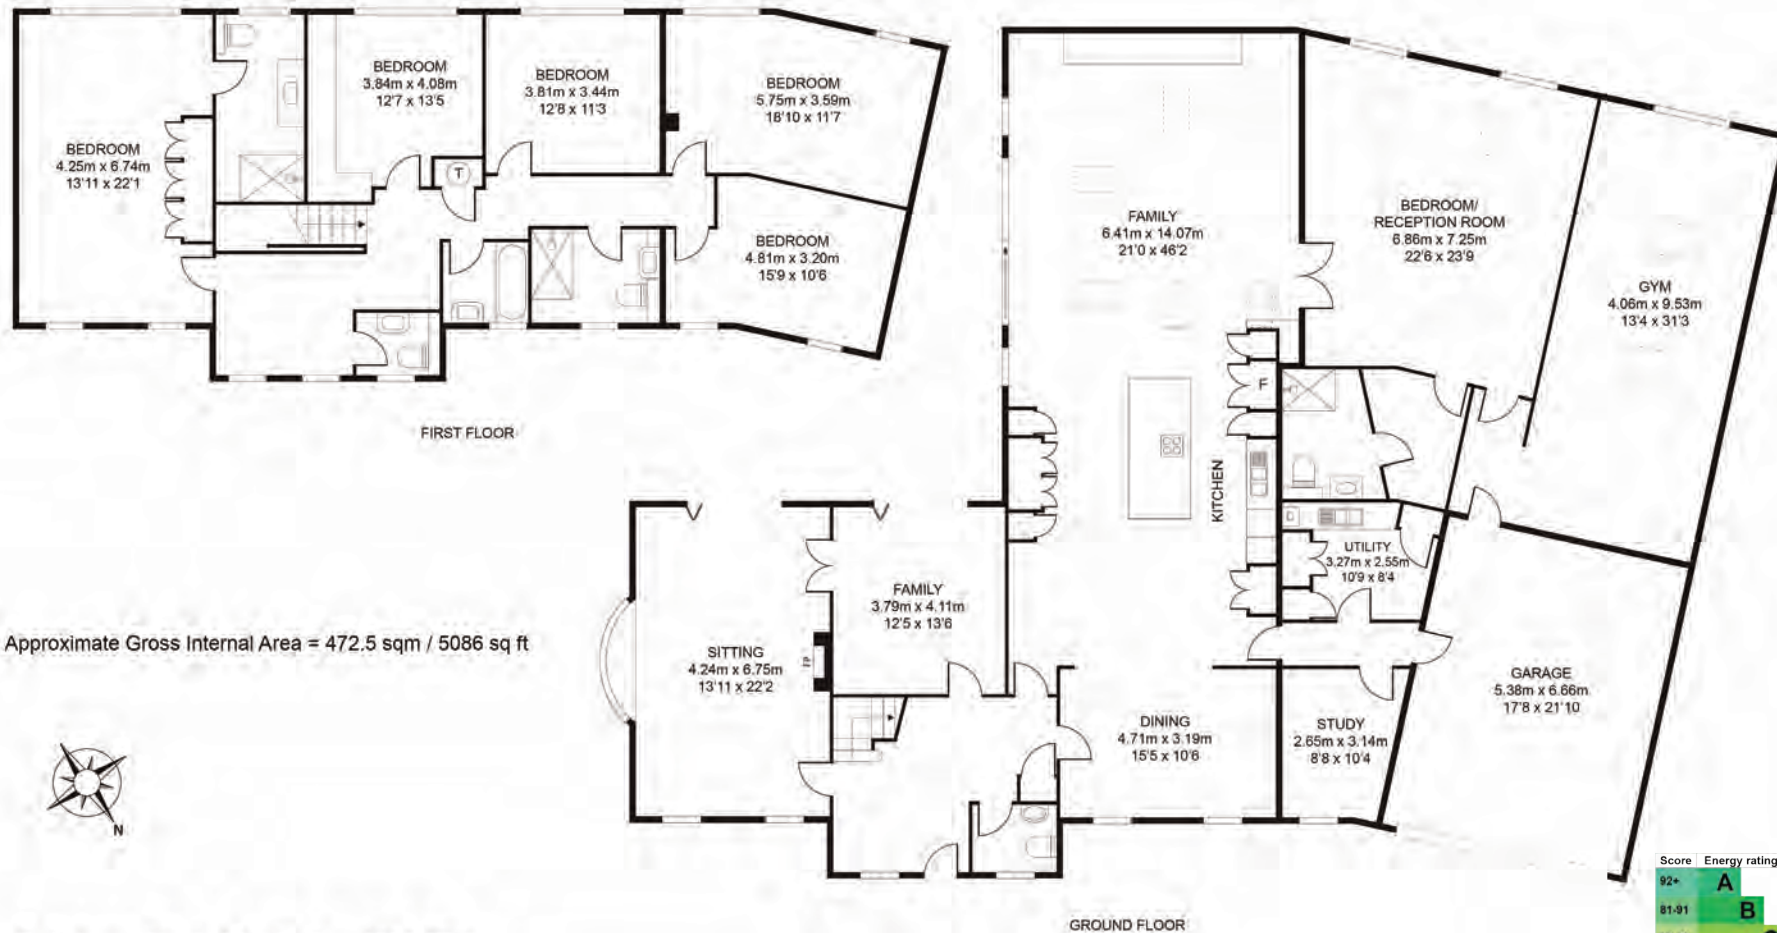 BEDROOM
4.25m x 6.74m
13'11 x 22'1
BEDROOM
3.84m x 4.08m
12'7 x 13'5
BEDROOM
3.81m x 3.44m
12'8 x 11'3
BEDROOM
5.75m x 3.59m
18'10 x 11'7
T
BEDROOM
4.81m x 3.20m
15'9 x 10'6
FIRST FLOOR
FAMILY
6.41m x 14.07m
21'0 x 46'2
BEDROOM/
RECEPTION ROOM
6.86m x 7.25m
22'6 x 23'9
GYM
4.06m x 9.53m
13'4 x 31'3
F
KITCHEN
UTILITY
3.27m x 2.55m
10'9 x 8'4
FAMILY
3.79m x 4.11m
12'5 x 13'6
SITTING
4.24m x 6.75m
13'11 x 22'2
FP
DINING
4.71m x 3.19m
15'5 x 10'6
STUDY
2.65m x 3.14m
8'8 x 10'4
GARAGE
5.38m x 6.66m
17'8 x 21'10
Approximate Gross Internal Area = 472.5 sqm / 5086 sq ft
N
GROUND FLOOR
Score Energy rating
92+ A
81-91 B